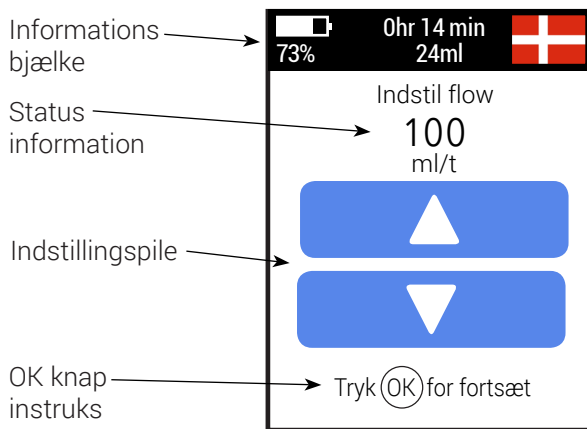 Informations
bjælke
73%
0hr 14 min
24ml
Status
information
Indstil flow
100
ml/t
Indstillingspile
OK knap
instruks
Tryk OK for fortsæt